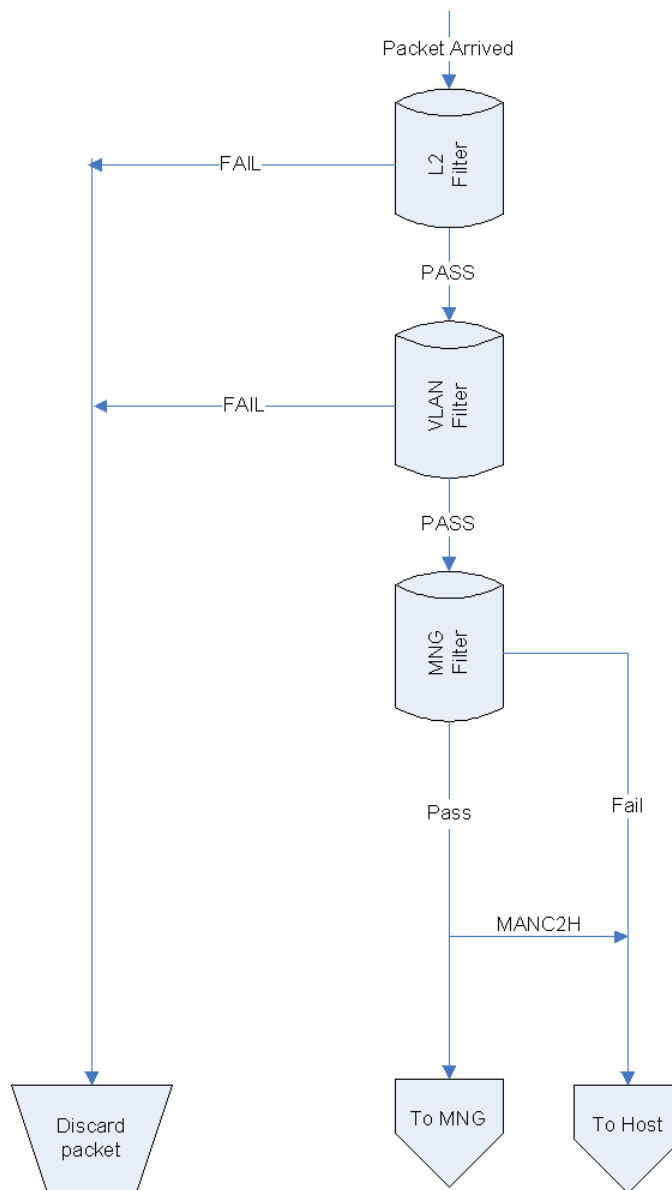 Packet Arrived
L2
Filter
FAIL
PASS
VLAN
Filter
FAIL
PASS
MNG
Filter
Pass
Fail
MANC2H
Discard
packet
To MNG
To Host